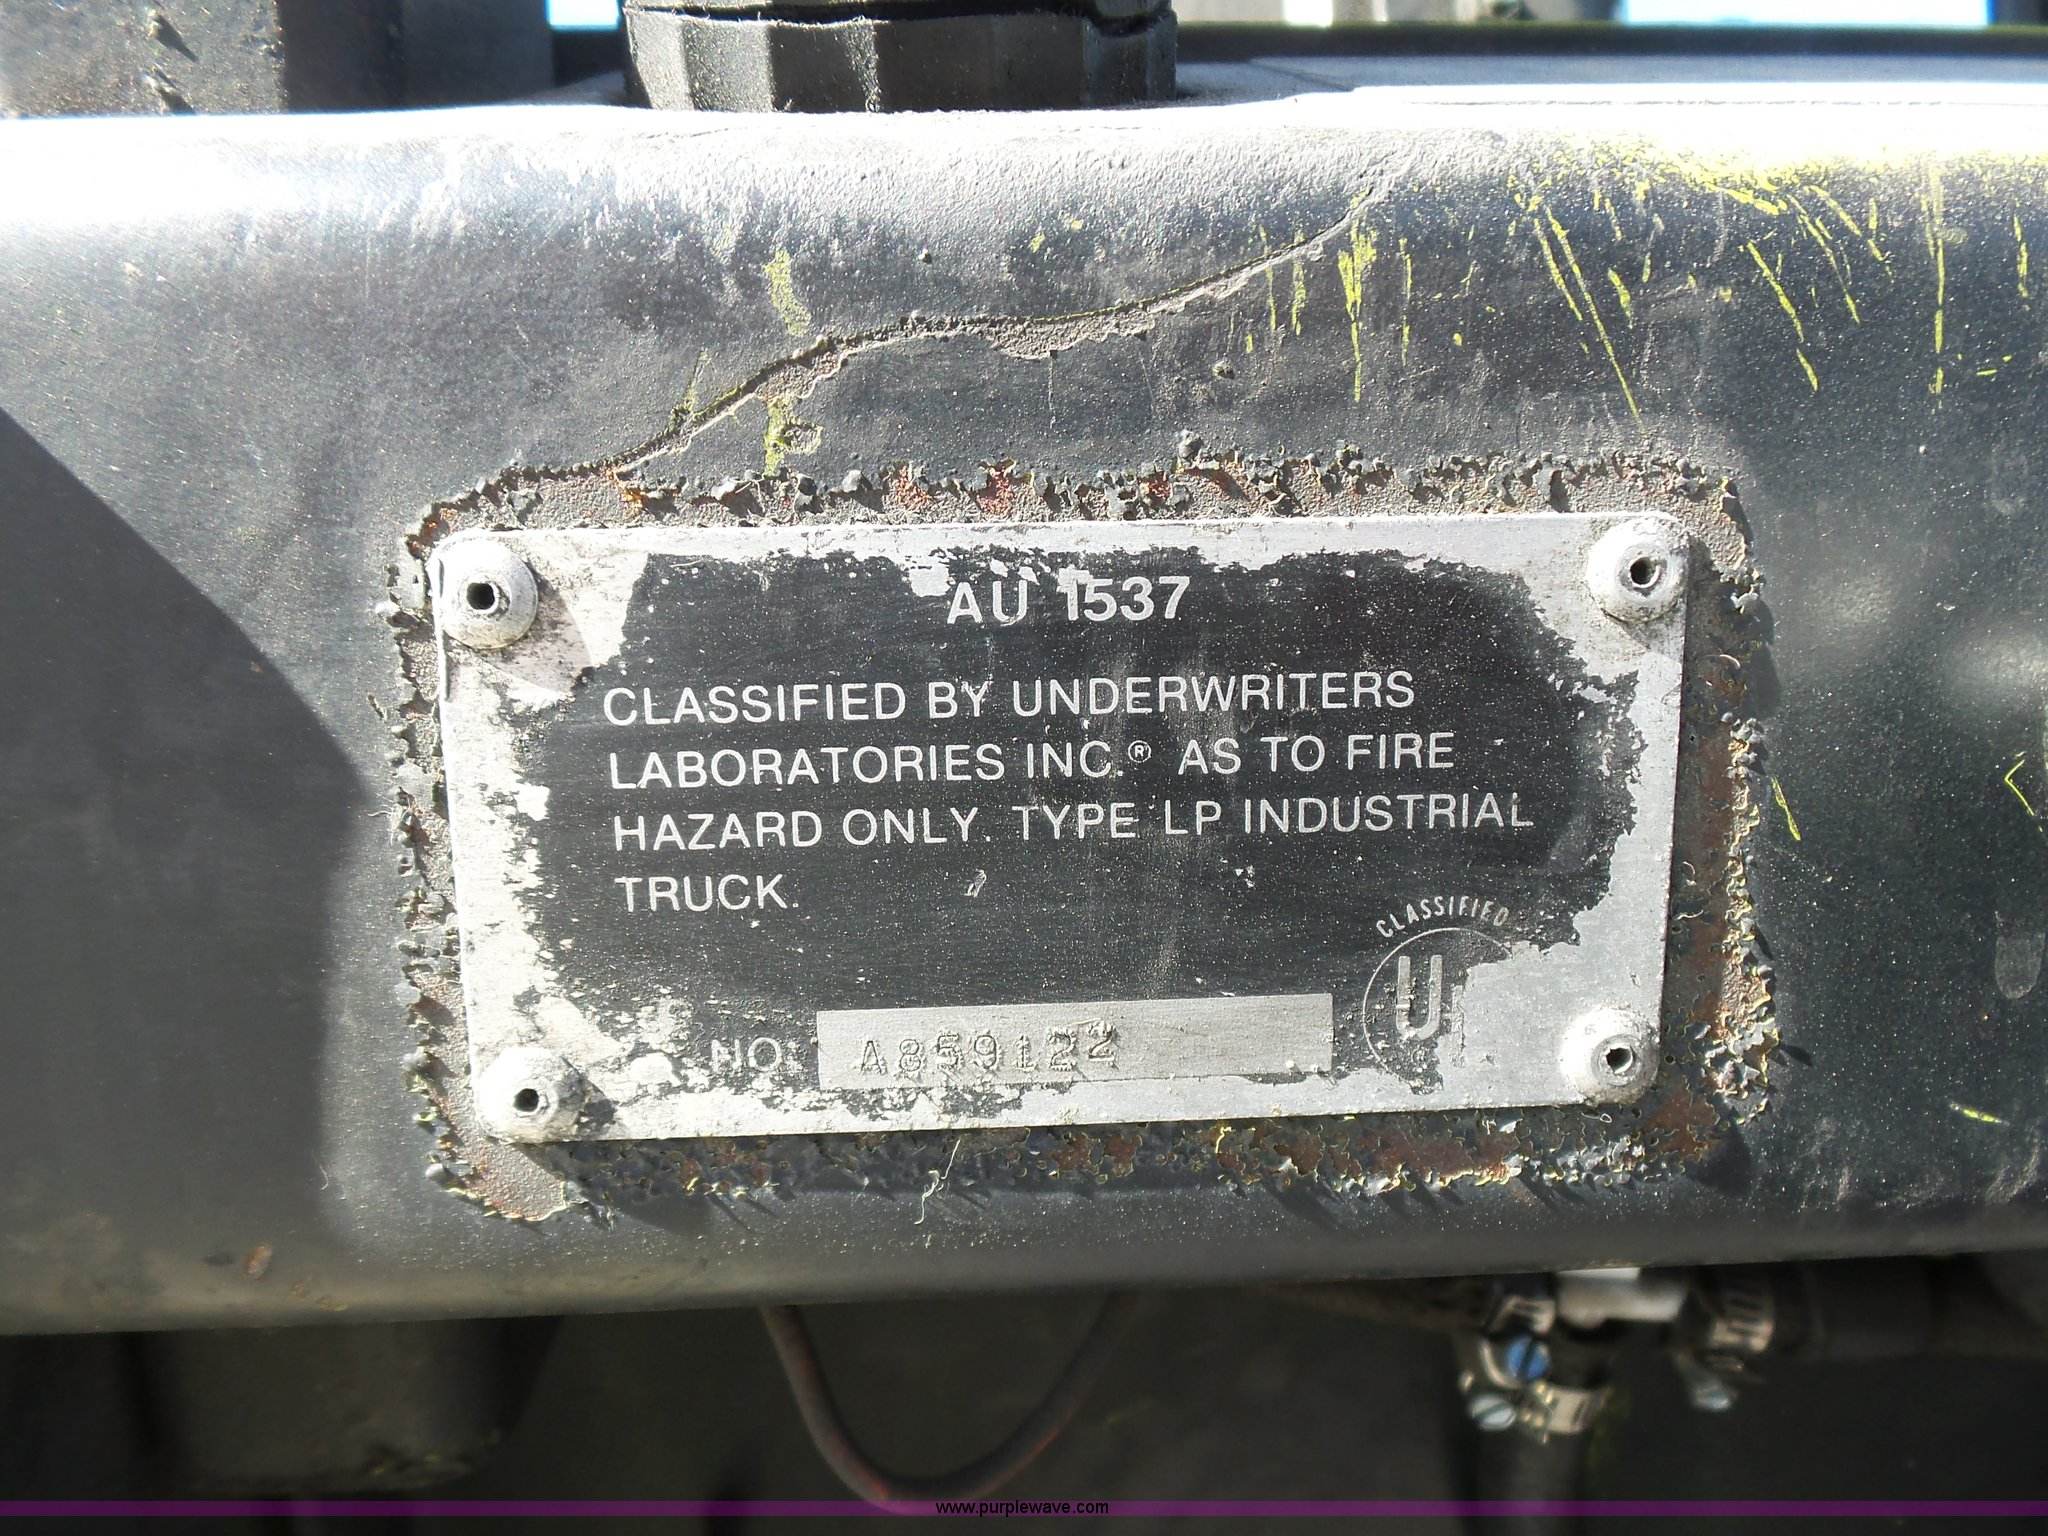 AU 1537
CLASSIFIED BY UNDERWRITERS
LABORATORIES INC.® AS TO FIRE
HAZARD ONLY. TYPE LP INDUSTRIAL
TRUCK.
CLASSIFIED
U
NO. A859122
www.purplewave.com